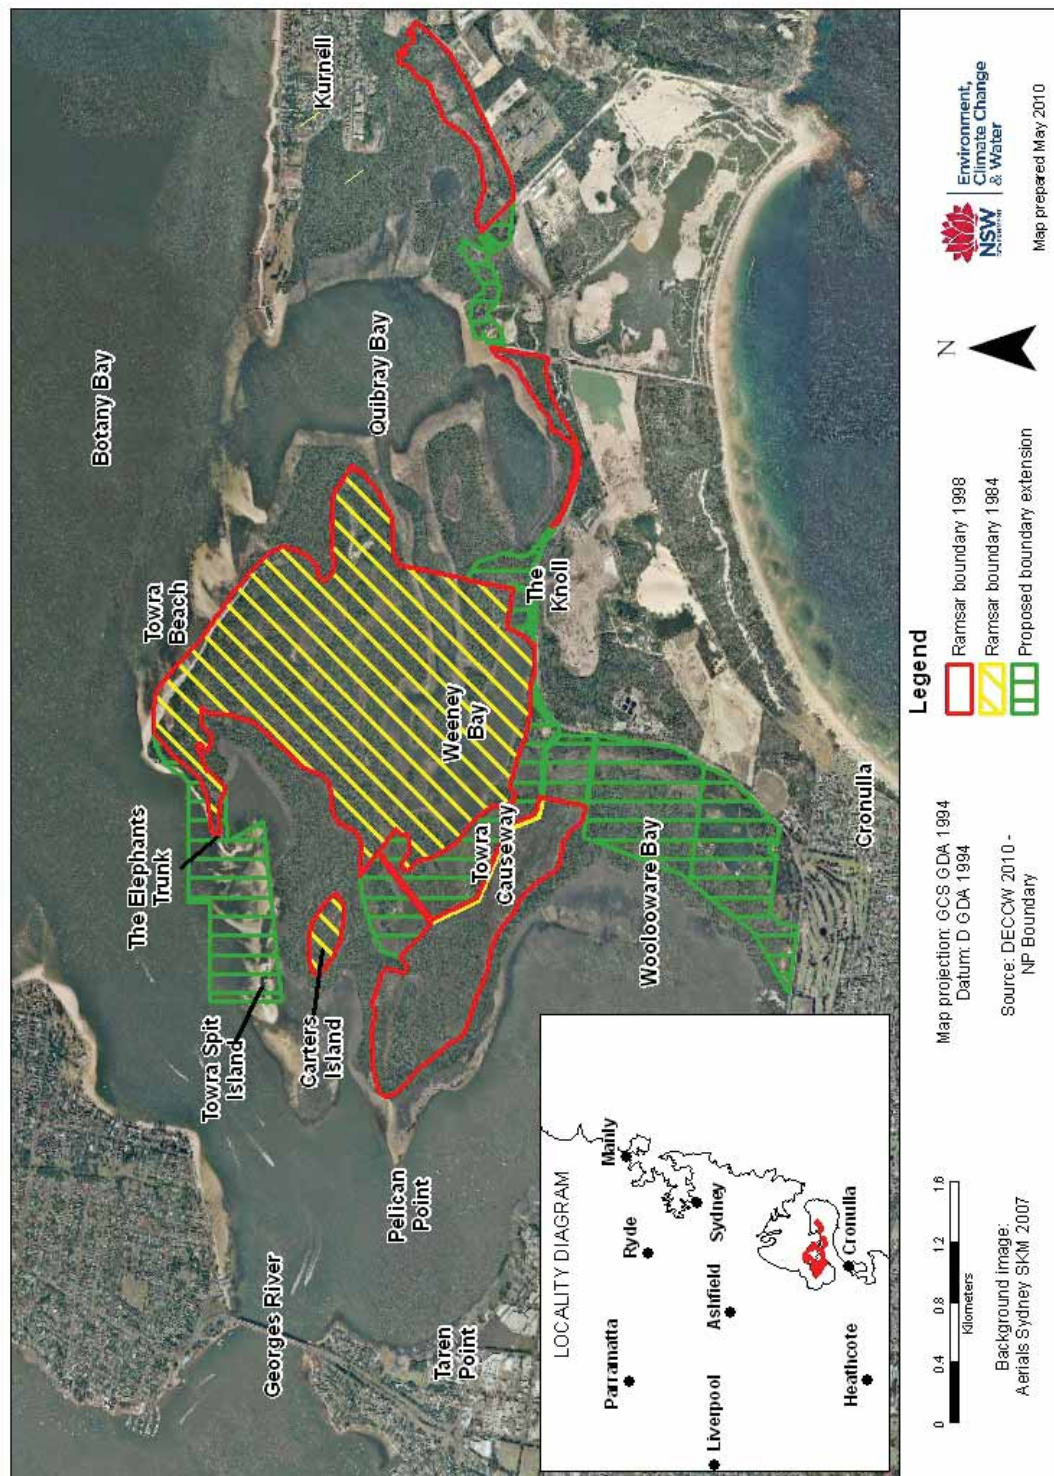 Botany Bay
Kurnell
Towra
Beach
Quibray Bay
The Elephants
Trunk
Towra Spit
Island
Carters
Island
Weeney
Bay
The
Knoll
Towra
Causeway
Georges River
Pelican
Point
Taren
Point
Woolooware Bay
Cronulla
LOCALITY DIAGRAM
Manly
Ryde
Parramatta
Sydney
Ashfield
Liverpool
Cronulla
Heathcote
0 0.4 0.8 1.2 1.6
Kilometers
Background image:
Aerials Sydney SKM 2007
Map projection: GCS GDA 1994
Datum: D GDA 1994
Source: DECCW 2010 -
NP Boundary
Legend
Ramsar boundary 1998
Ramsar boundary 1984
Proposed boundary extension
N
NSW
GOVERNMENT
Environment,
Climate Change
& Water
Map prepared May 2010